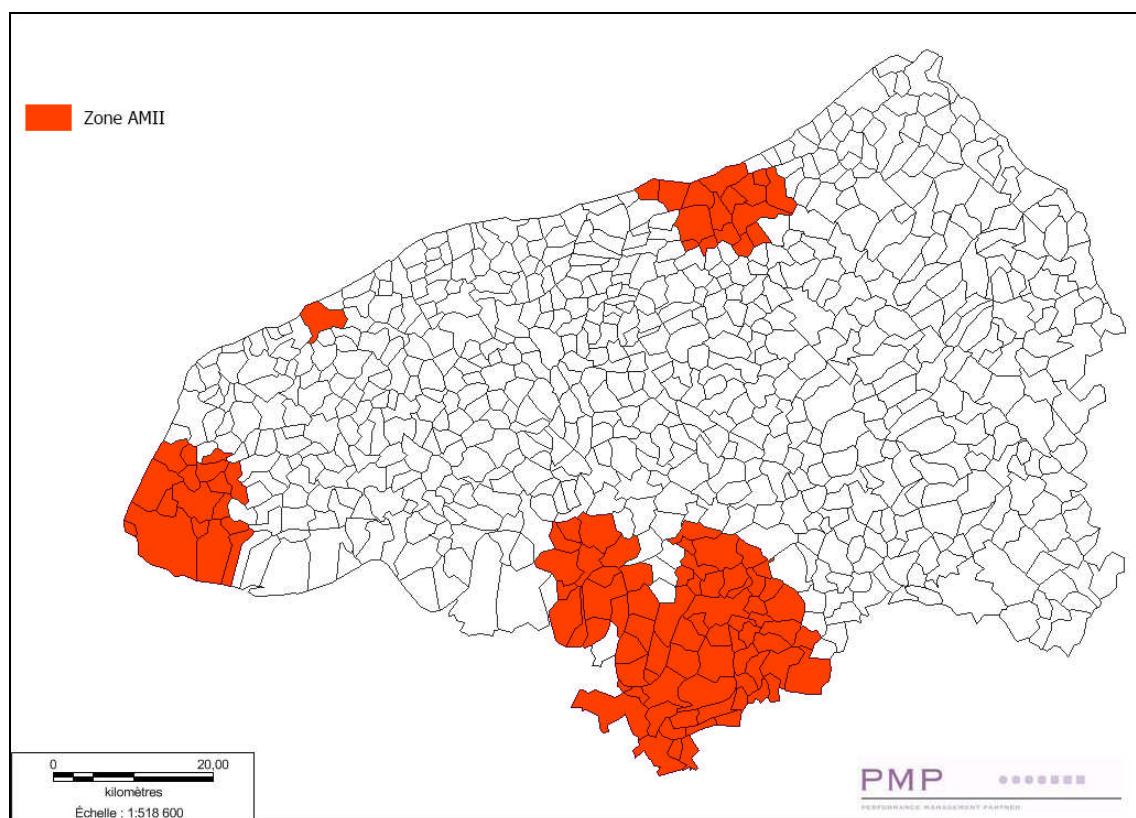 Zone AMII
0 20,00
kilomètres
Échelle : 1:518 600
PMP
PERFORMANCE MANAGEMENT PARTNER